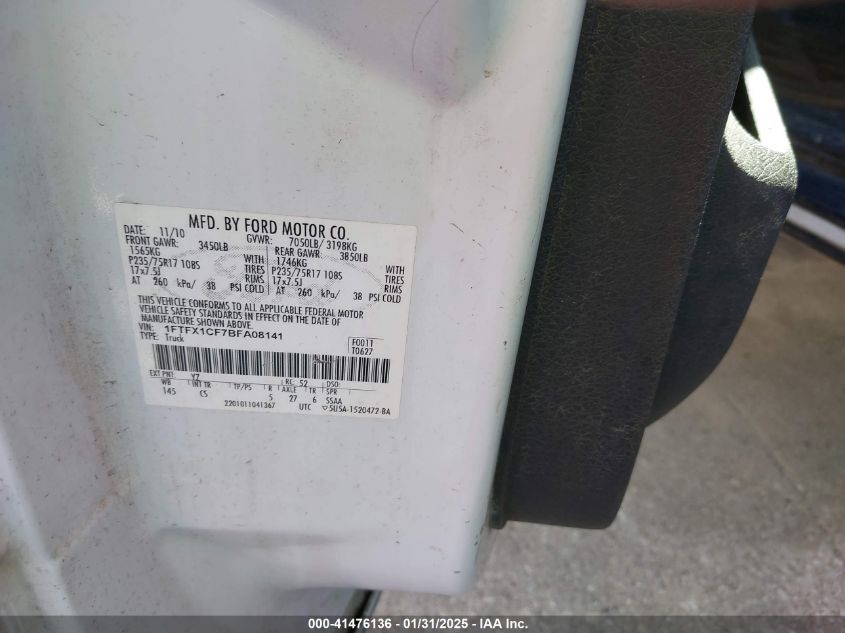 MFD. BY FORD MOTOR CO.
DATE: 11/10 GVWR: 7050LB/ 3198KG
FRONT GAWR: 3450LB REAR GAWR: 3850LB
1565KG WITH 1746KG WITH
P235/75R17 108S TIRES P235/75R17 108S TIRES
17x7.5J RIMS 17x7.5J RIMS
AT 260 kPa/ 38 PSI COLD AT 260 kPa/ 38 PSI COLD
THIS VEHICLE CONFORMS TO ALL APPLICABLE FEDERAL MOTOR
VEHICLE SAFETY STANDARDS IN EFFECT ON THE DATE OF
MANUFACTURE SHOWN ABOVE.
VIN: 1FTFX1CF7BFA08141 F0011
TYPE: Truck T0627
EXT PNT: YZ RC: 52 DSO:
WB INT TR TP/PS R AXLE TR SPR
145 CS 5 27 6 SSAA
2201011041367 UTC ▽5U5A-1520472-BA
000-41476136 - 01/31/2025 - IAA Inc.